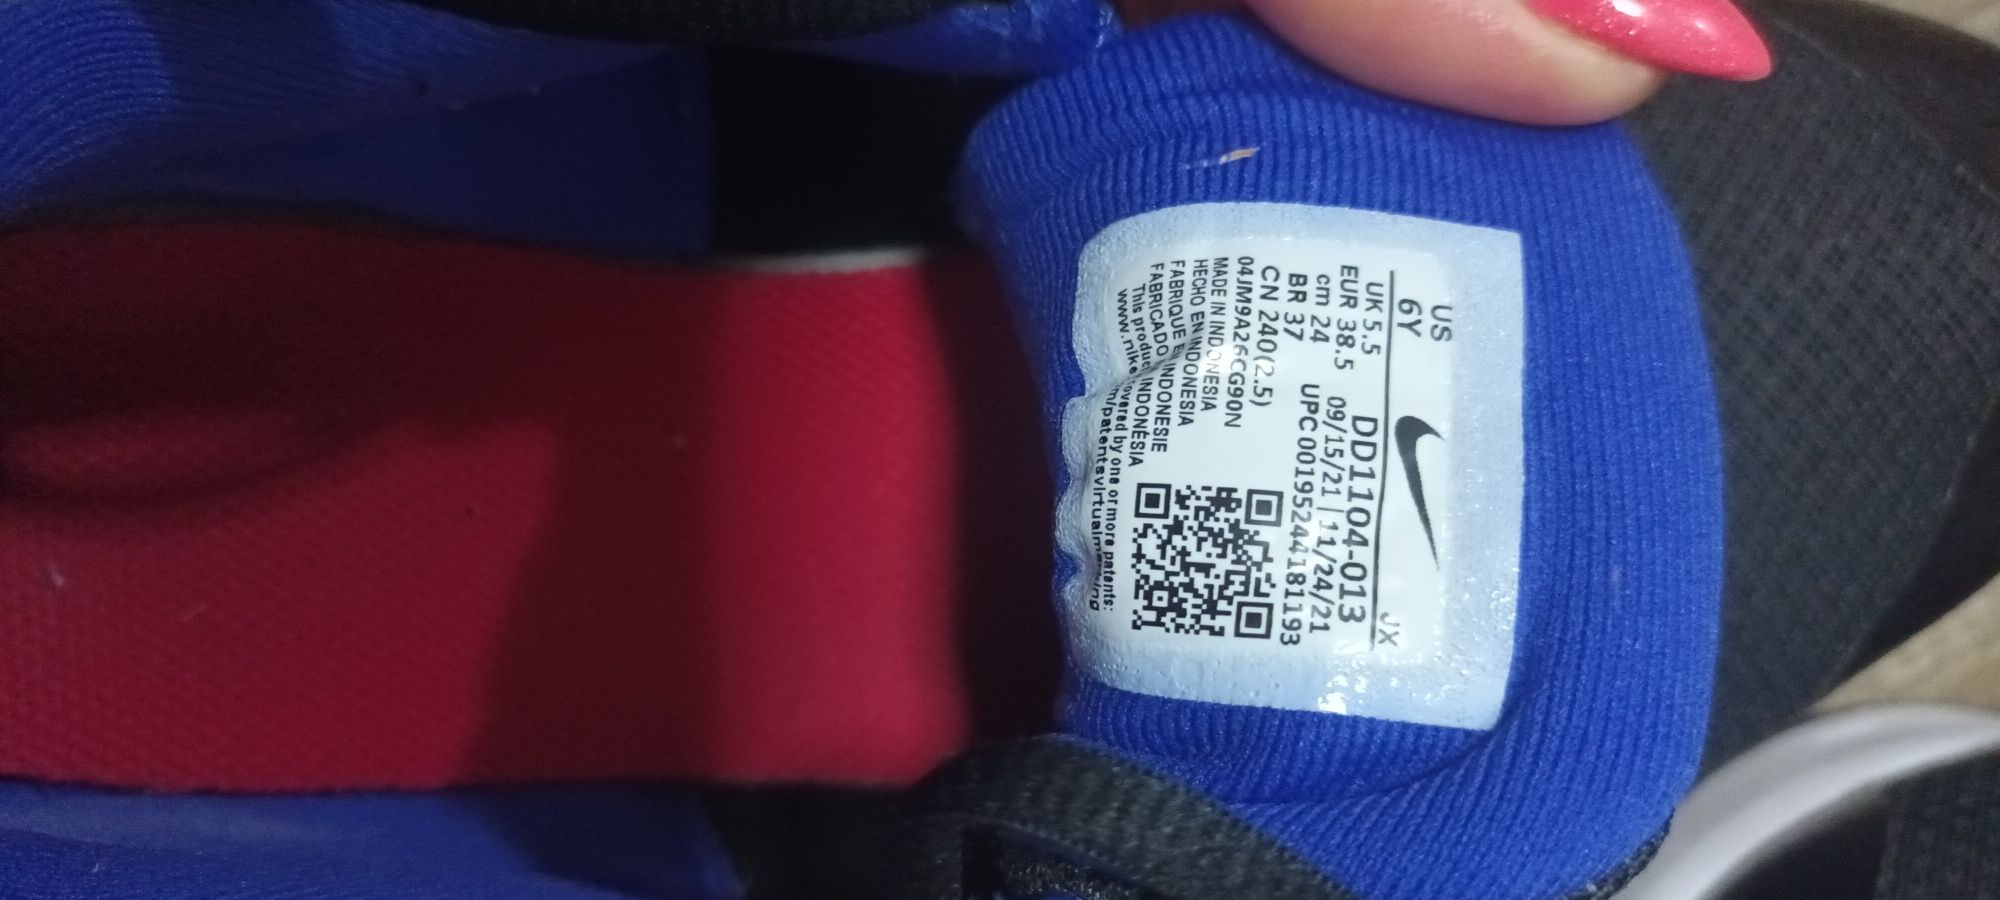 US
6Y
UK 5.5
EUR 38.5
cm 24
BR 37
CN 240(2.5)
JX
DD1104-013
09/15/21 | 11/24/21
UPC 00195244181193
04JM9A26CG90N
MADE IN INDONESIA
HECHO EN INDONESIA
FABRIQUE EN INDONESIE
FABRICADO INDONÉSIA
This product covered by one or more patents:
www.nike m/patentsvirtualmarking